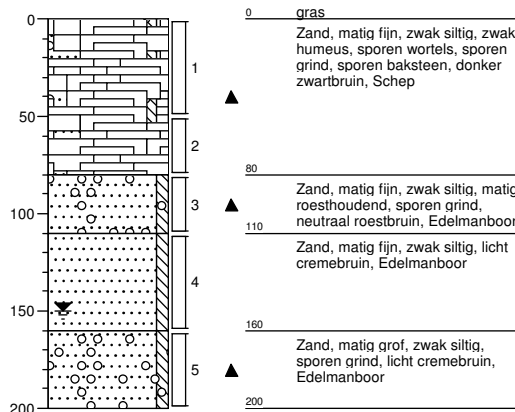 0
gras
Zand, matig fijn, zwak siltig, zwak
humeus, sporen wortels, sporen
grind, sporen baksteen, donker
zwartbruin, Schep
1
50
2
80
Zand, matig fijn, zwak siltig, matig
roesthoudend, sporen grind,
neutraal roestbruin, Edelmanboor
3
100
110
Zand, matig fijn, zwak siltig, licht
cremebruin, Edelmanboor
4
150
160
Zand, matig grof, zwak siltig,
sporen grind, licht cremebruin,
Edelmanboor
5
200
200
0